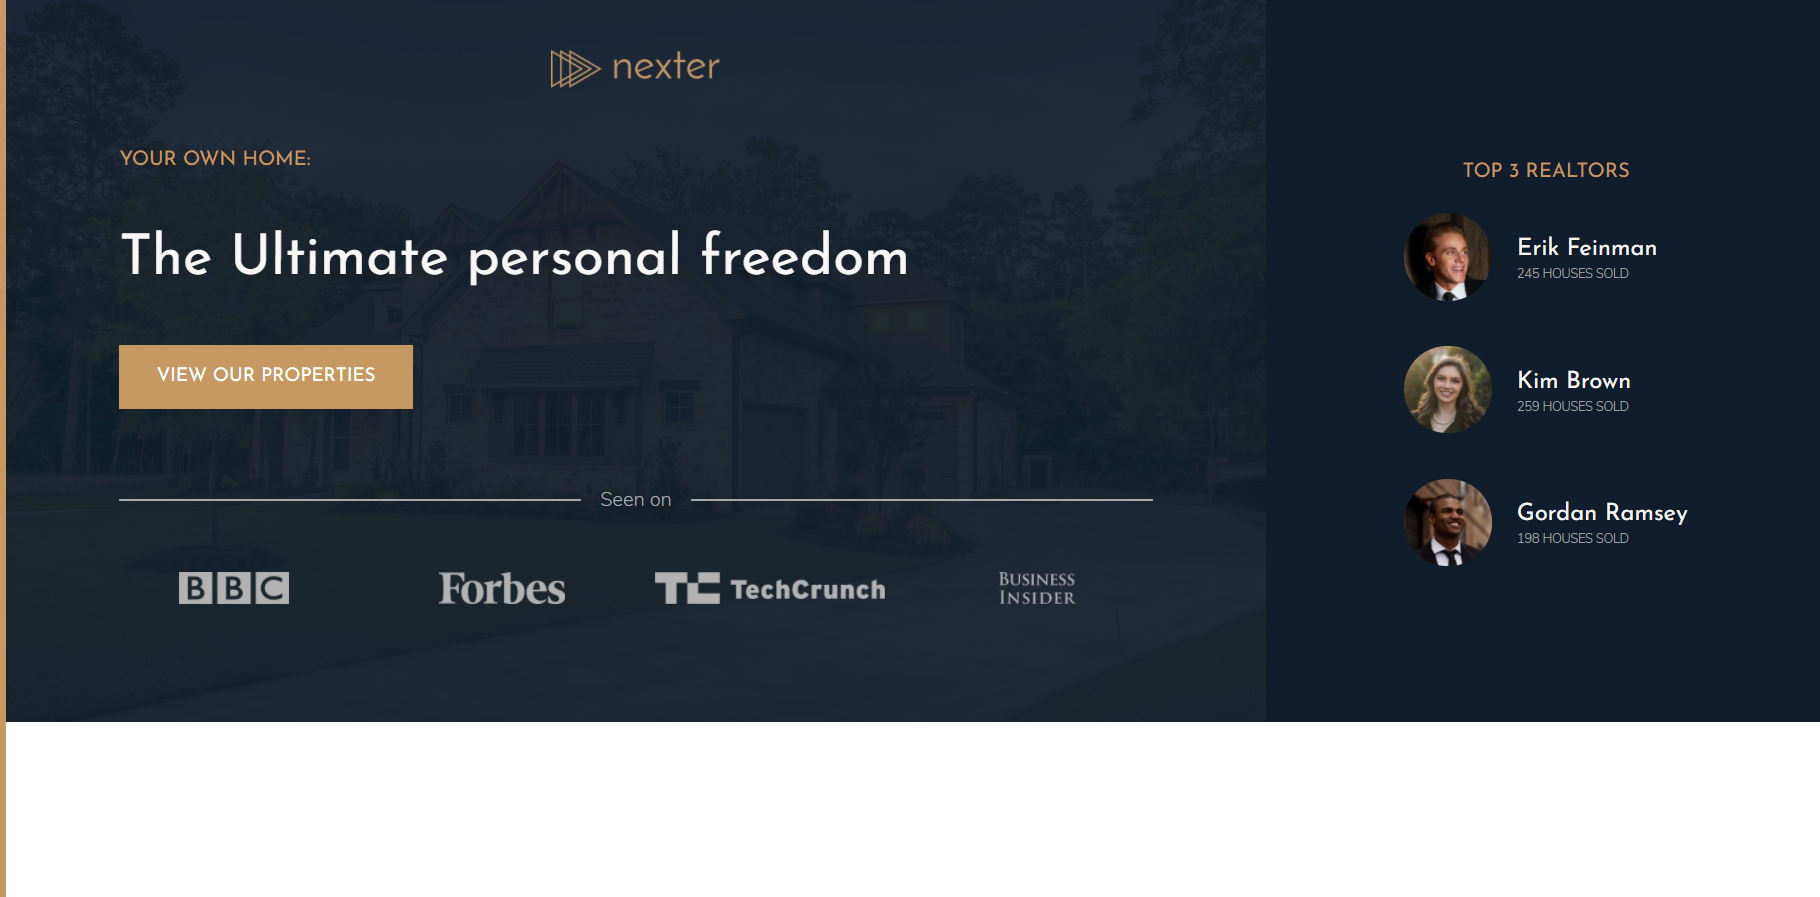 nexter
YOUR OWN HOME:
The Ultimate personal freedom
VIEW OUR PROPERTIES
Seen on
BBC
Forbes
TC TechCrunch
BUSINESS
INSIDER
TOP 3 REALTORS
Erik Feinman
245 HOUSES SOLD
Kim Brown
259 HOUSES SOLD
Gordan Ramsey
198 HOUSES SOLD